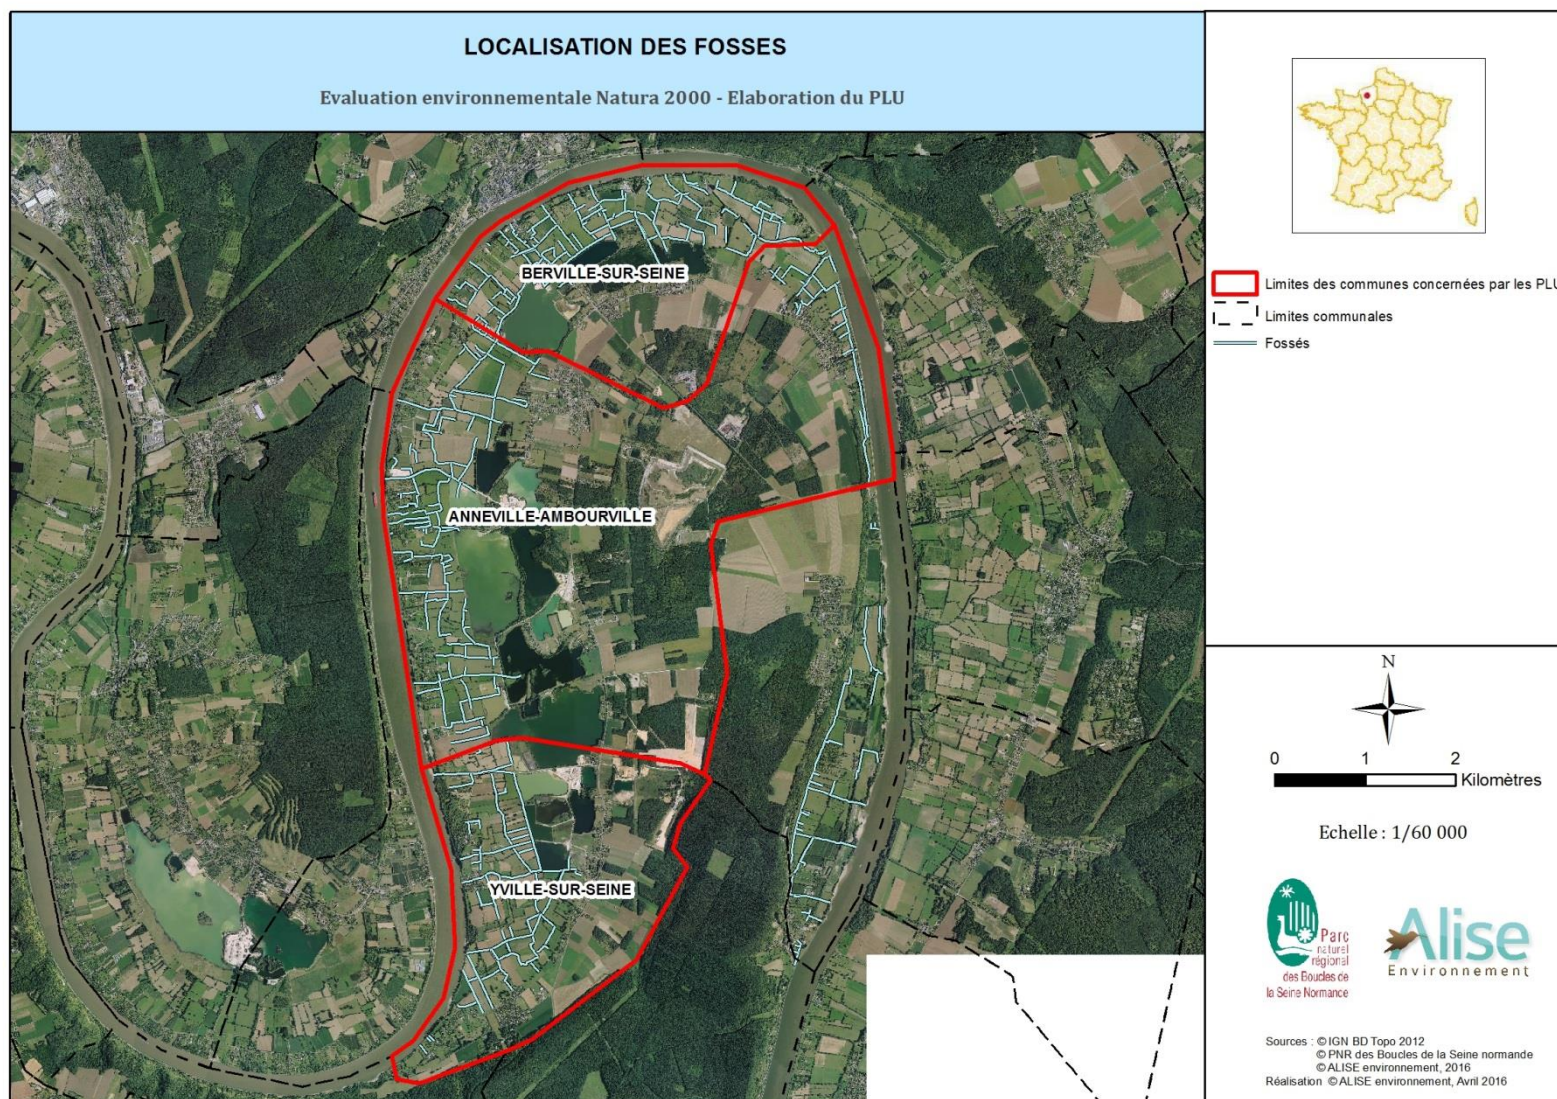 LOCALISATION DES FOSSES
Evaluation environnementale Natura 2000 - Elaboration du PLU
BERVILLE-SUR-SEINE
ANNEVILLE-AMBOURVILLE
YVILLE-SUR-SEINE
Limites des communes concernées par les PLU
Limites communales
Fossés
N
0 1 2
Kilomètres
Echelle : 1/60 000
Parc
naturel
régional
des Boucles de
la Seine Normande
Alise
Environnement
Sources : © IGN BD Topo 2012
© PNR des Boucles de la Seine normande
© ALISE environnement, 2016
Réalisation © ALISE environnement, Avril 2016